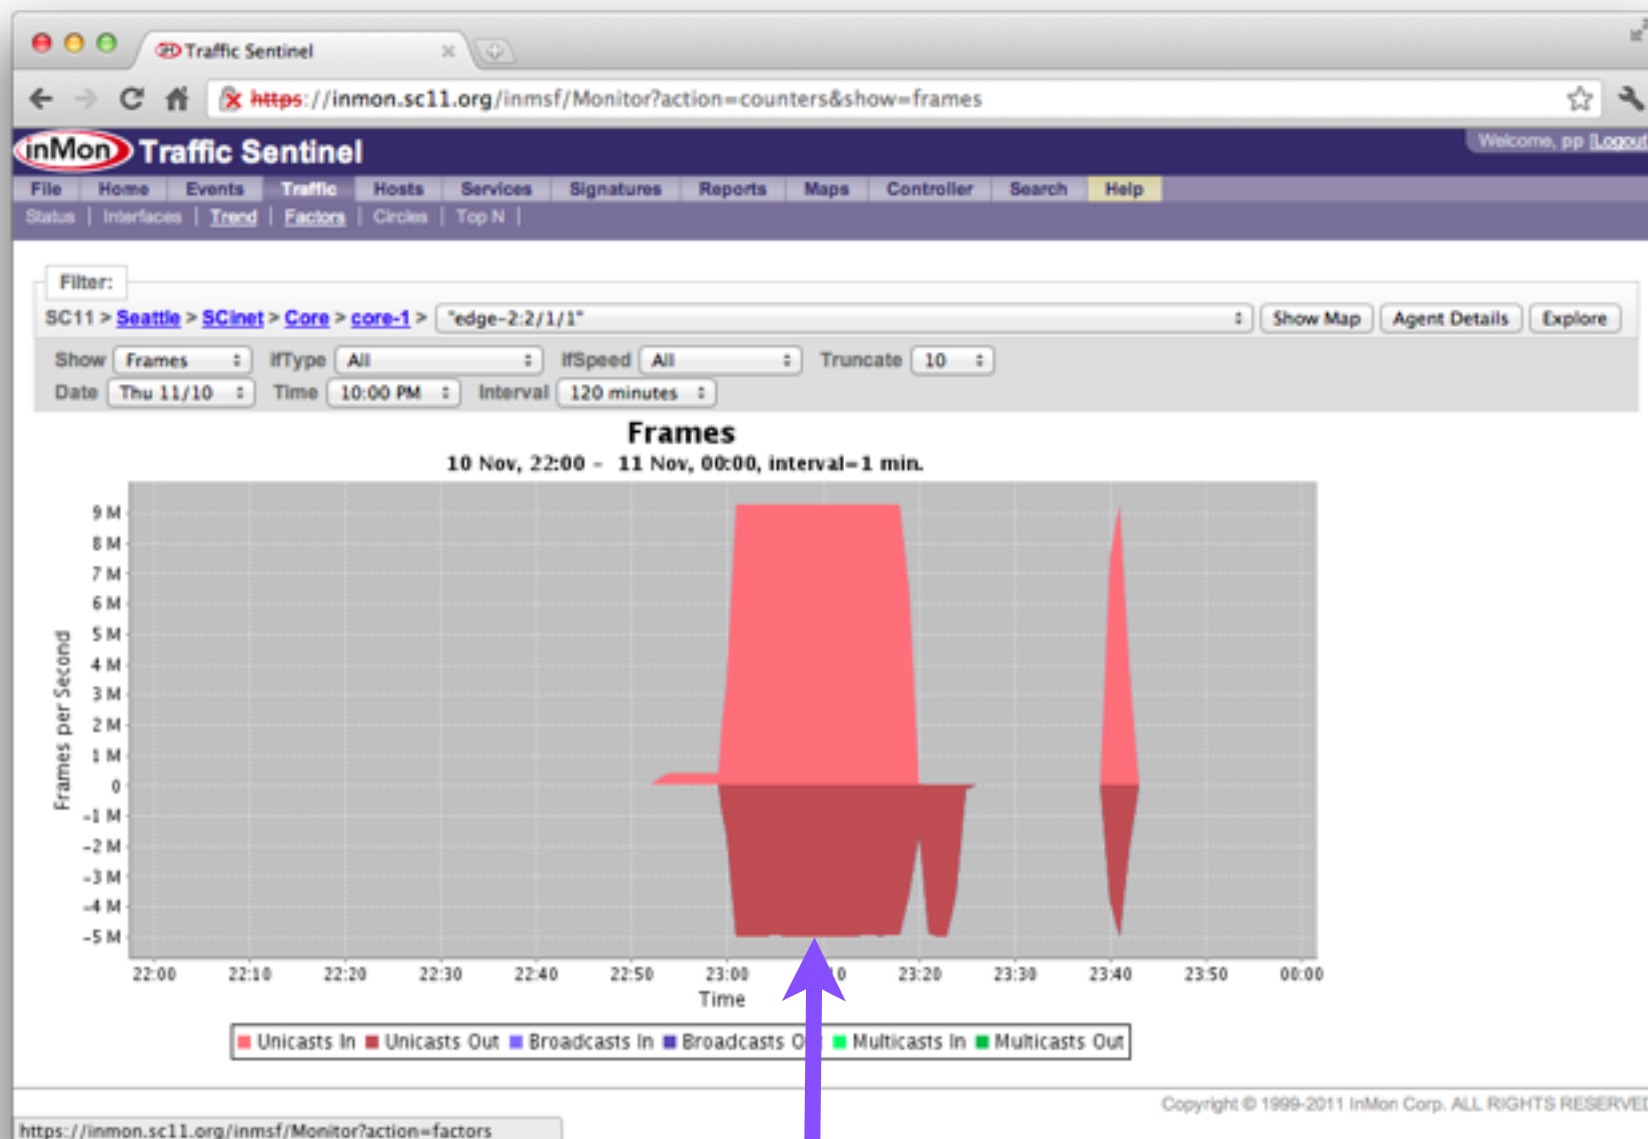 Traffic Sentinel
https://inmon.sc11.org/inmsf/Monitor?action=counters&show=frames
inMon Traffic Sentinel
Welcome, pp [Logout
File Home Events Traffic Hosts Services Signatures Reports Maps Controller Search Help
Status | Interfaces | Trend | Factors | Circles | Top N |
Filter:
SC11 > Seattle > SCinet > Core > core-1 > "edge-2:2/1/1" Show Map Agent Details Explore
Show Frames IfType All IfSpeed All Truncate 10
Date Thu 11/10 Time 10:00 PM Interval 120 minutes
Frames
10 Nov, 22:00 - 11 Nov, 00:00, interval=1 min.
Frames per Second
9 M
8 M
7 M
6 M
5 M
4 M
3 M
2 M
1 M
0
-1 M
-2 M
-3 M
-4 M
-5 M
22:00 22:10 22:20 22:30 22:40 22:50 23:00 23:20 23:30 23:40 23:50 00:00
Time
Unicasts In Unicasts Out Broadcasts In Broadcasts Out Multicasts In Multicasts Out
Copyright © 1999-2011 InMon Corp. ALL RIGHTS RESERVED
https://inmon.sc11.org/inmsf/Monitor?action=factors